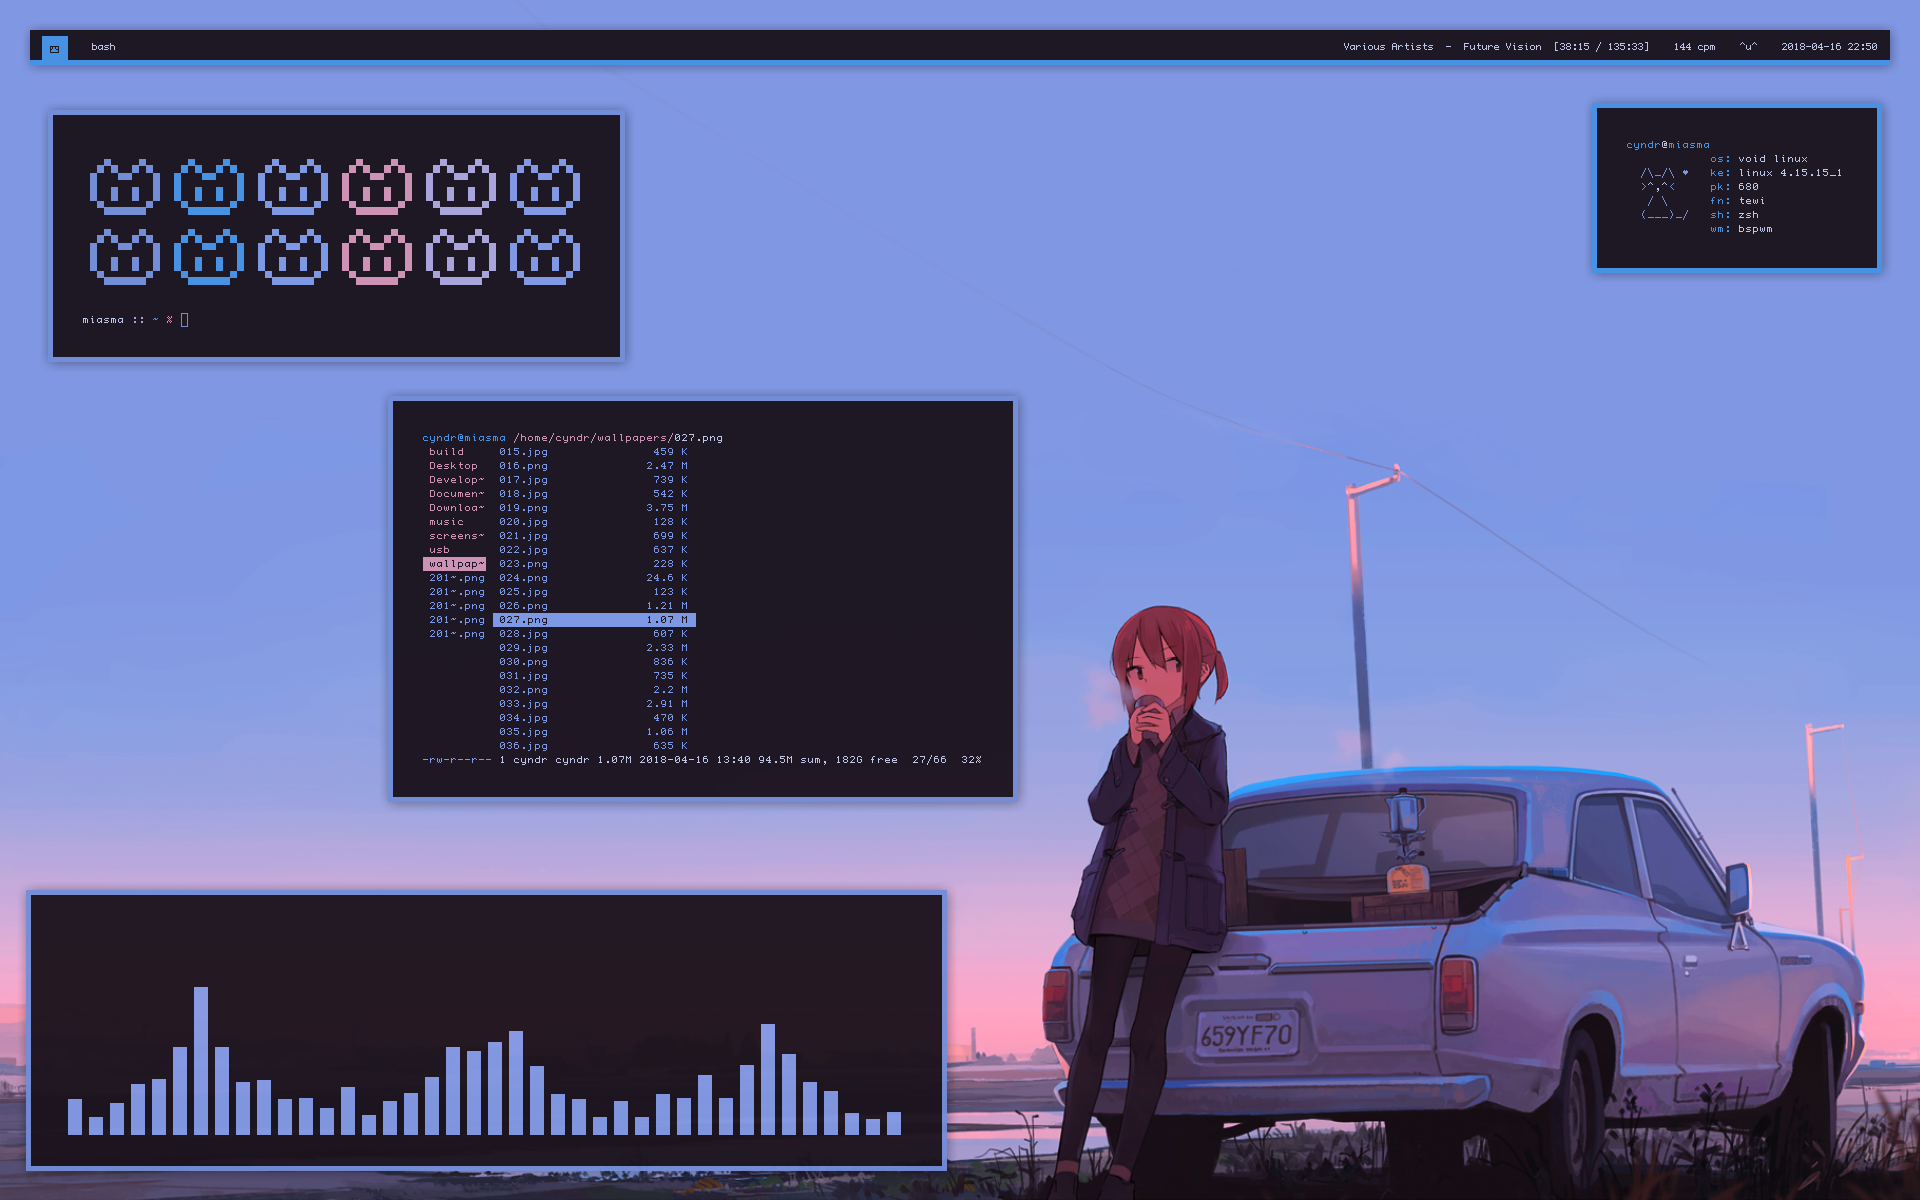 bash
Various Artists - Future Vision [38:15 / 135:33] 144 cpm ^u^ 2018-04-16 22:50
miasma :: ~ %
cyndr@miasma
os: void linux
/\_/\ ♥ ke: linux 4.15.15_1
>^,^< pk: 680
/ \ fn: tewi
(___)_/ sh: zsh
wm: bspwm
cyndr@miasma /home/cyndr/wallpapers/027.png
build 015.jpg 459 K
Desktop 016.png 2.47 M
Develop~ 017.jpg 739 K
Documen~ 018.jpg 542 K
Downloa~ 019.png 3.75 M
music 020.jpg 128 K
screens~ 021.jpg 699 K
usb 022.jpg 637 K
wallpap~ 023.png 228 K
201~.png 024.png 24.6 K
201~.png 025.jpg 123 K
201~.png 026.png 1.21 M
201~.png 027.png 1.07 M
201~.png 028.jpg 607 K
029.jpg 2.33 M
030.png 836 K
031.jpg 735 K
032.png 2.2 M
033.jpg 2.91 M
034.jpg 470 K
035.jpg 1.06 M
036.jpg 635 K
-rw-r--r-- 1 cyndr cyndr 1.07M 2018-04-16 13:40 94.5M sum, 182G free 27/66 32%
659YF70